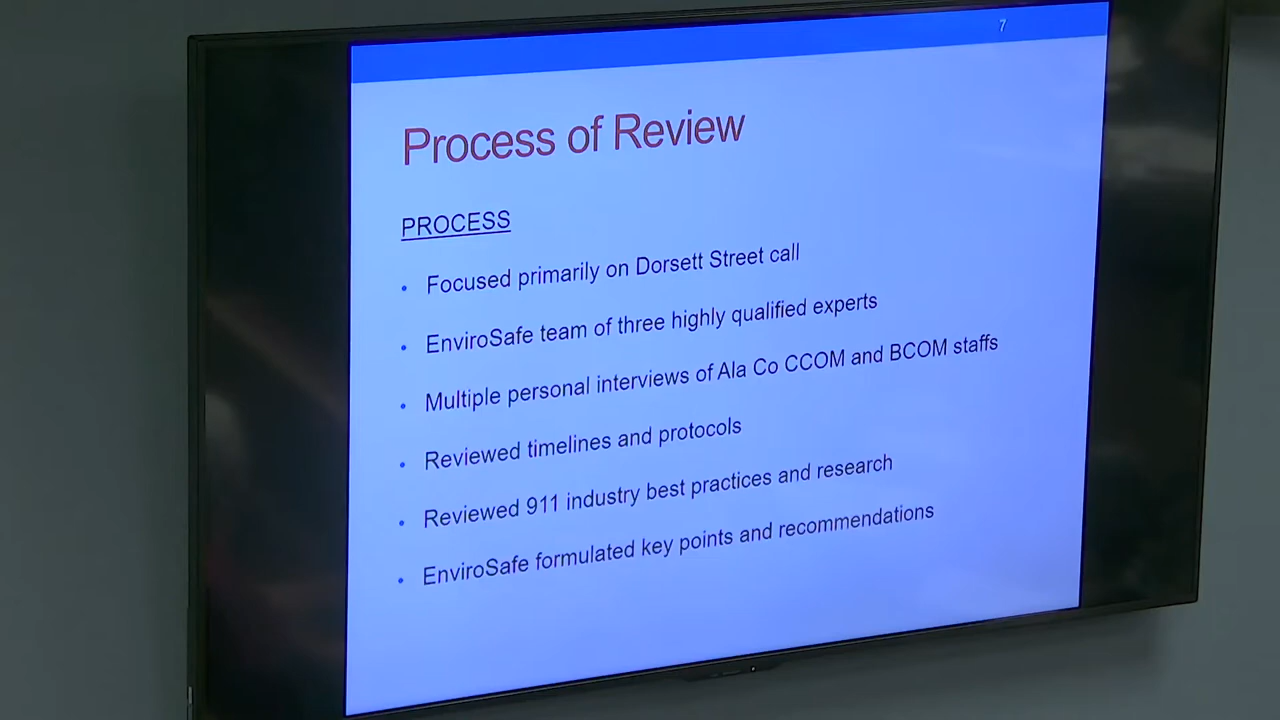 7
Process of Review
PROCESS
• Focused primarily on Dorsett Street call
• EnviroSafe team of three highly qualified experts
• Multiple personal interviews of Ala Co CCOM and BCOM staffs
• Reviewed timelines and protocols
• Reviewed 911 industry best practices and research
• EnviroSafe formulated key points and recommendations